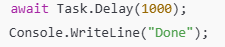 await Task.Delay(1000);
Console.WriteLine("Done");